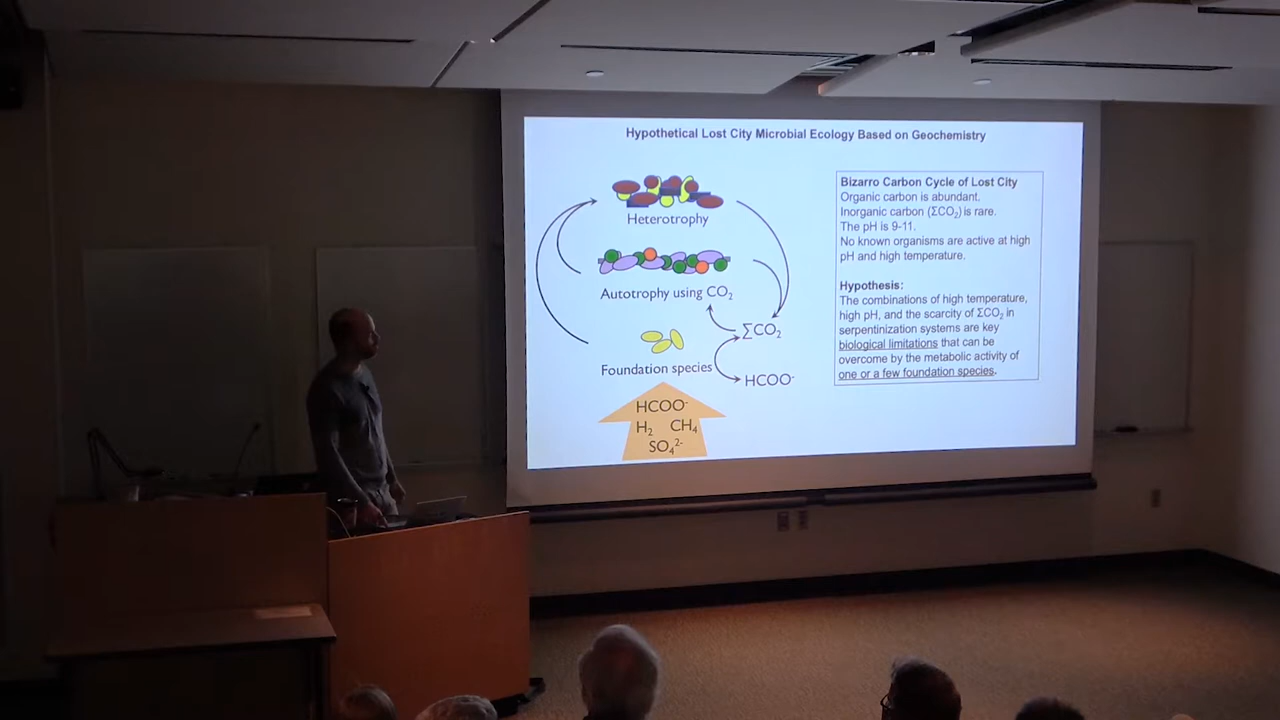 Hypothetical Lost City Microbial Ecology Based on Geochemistry
Heterotrophy
Autotrophy using CO₂
∑CO₂
Foundation species
HCOO⁻
HCOO⁻
H₂ CH₄
SO₄²⁻
Bizarro Carbon Cycle of Lost City
Organic carbon is abundant.
Inorganic carbon (ΣCO₂) is rare.
The pH is 9-11.
No known organisms are active at high
pH and high temperature.
Hypothesis:
The combinations of high temperature,
high pH, and the scarcity of ΣCO₂ in
serpentinization systems are key
biological limitations that can be
overcome by the metabolic activity of
one or a few foundation species.